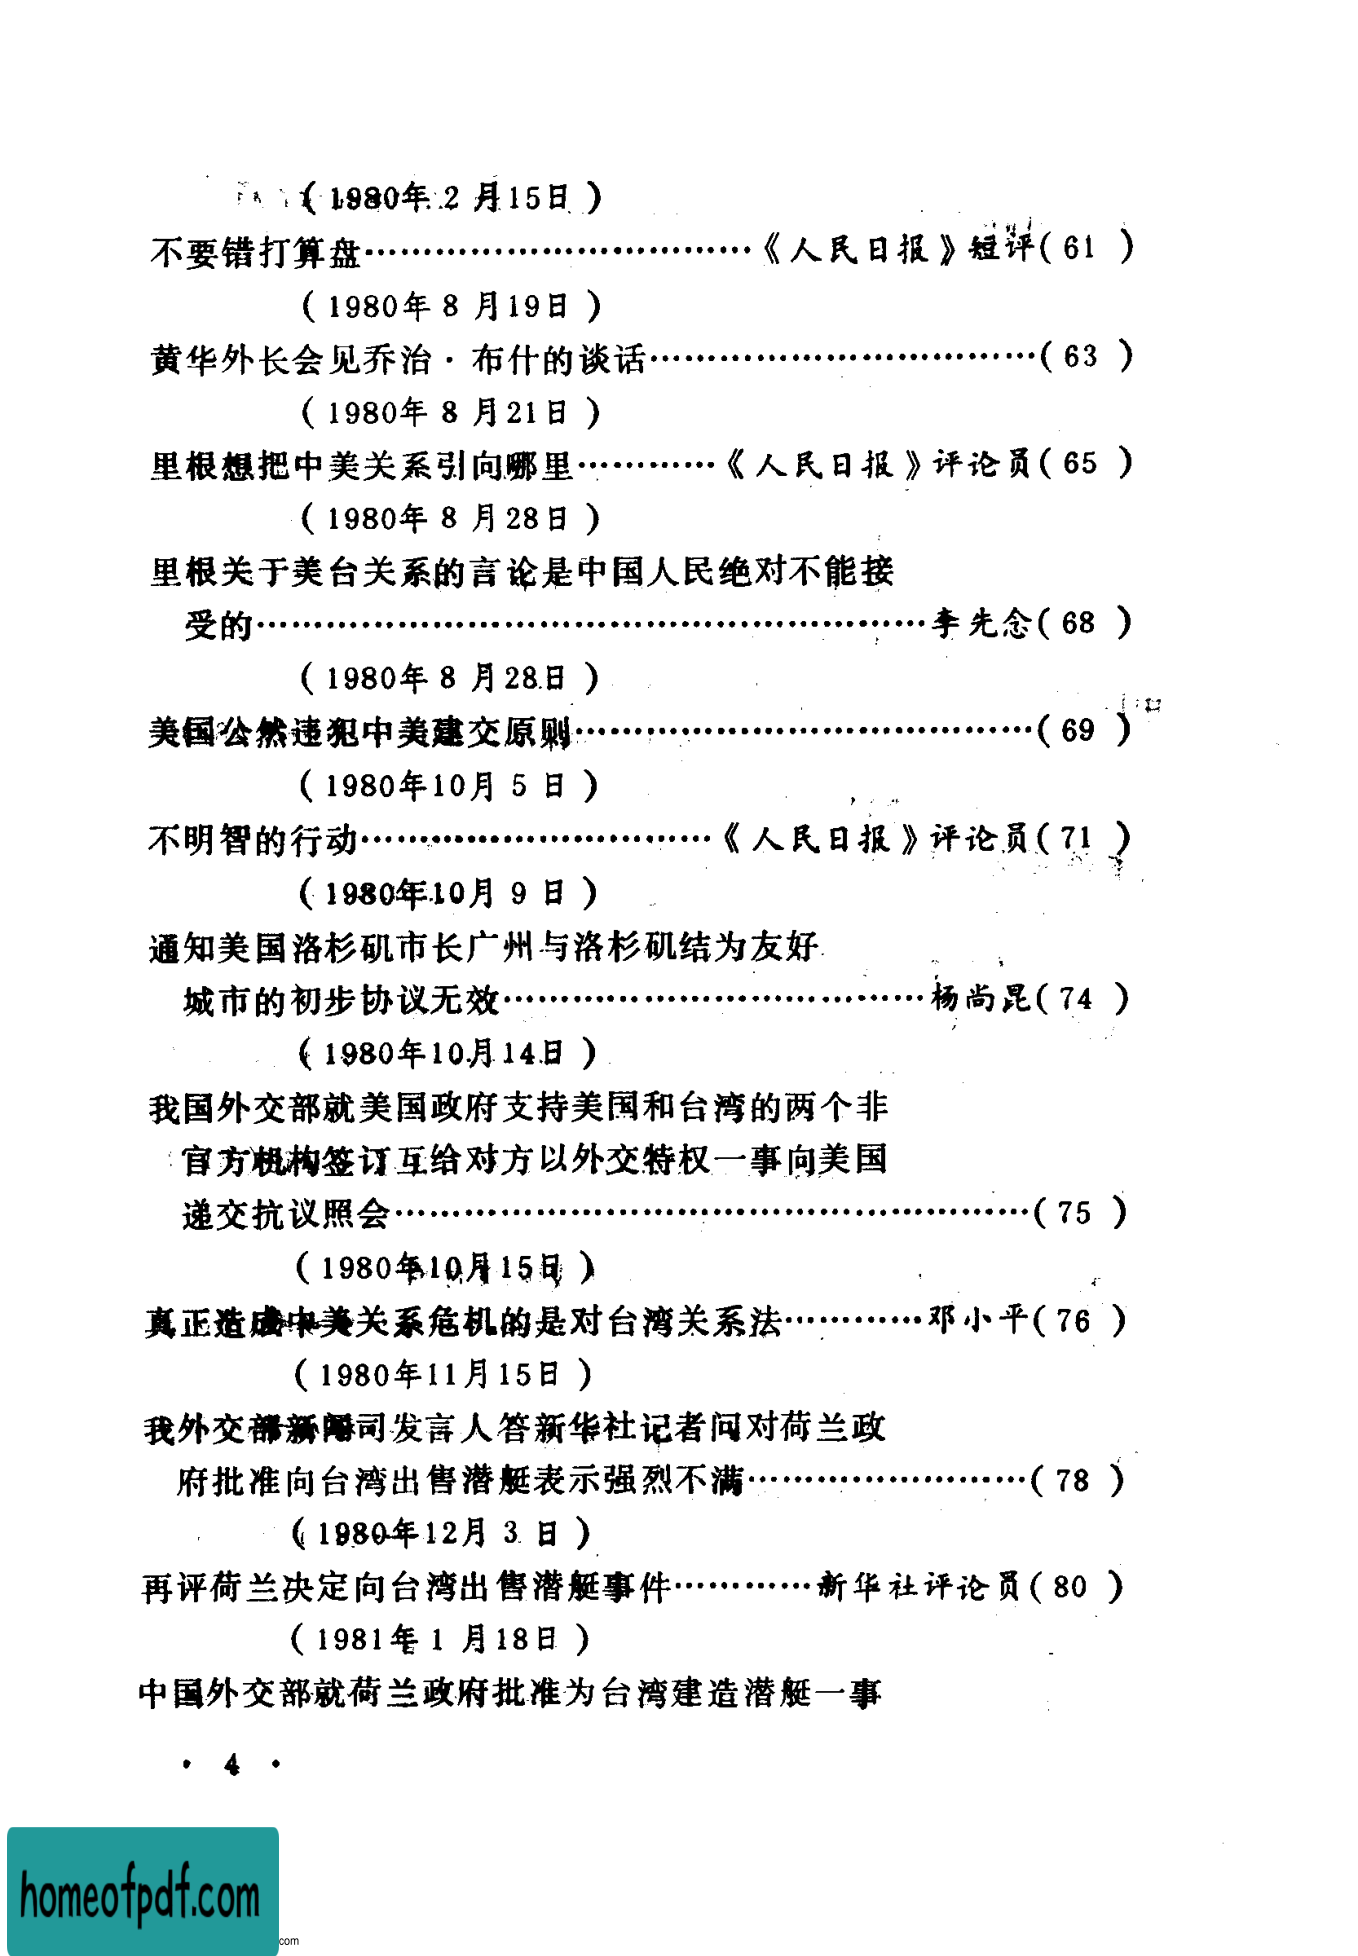 (1980年2月15日)
不要错打算盘……………………………《人民日报》短评(61)
(1980年8月19日)
黄华外长会见乔治·布什的谈话……………………………(63)
(1980年8月21日)
里根想把中美关系引向哪里…………《人民日报》评论员(65)
(1980年8月28日)
里根关于美台关系的言论是中国人民绝对不能接
受的…………………………………………………李先念(68)
(1980年8月28日)
美国公然违犯中美建交原则…………………………………(69)
(1980年10月5日)
不明智的行动…………………………《人民日报》评论员(71)
(1980年10月9日)
通知美国洛杉矶市长广州与洛杉矶结为友好
城市的初步协议无效………………………………杨尚昆(74)
(1980年10月14日)
我国外交部就美国政府支持美国和台湾的两个非
官方机构签订互给对方以外交特权一事向美国
递交抗议照会………………………………………………(75)
(1980年10月15日)
真正造成中美关系危机的是对台湾关系法…………邓小平(76)
(1980年11月15日)
我外交部新闻司发言人答新华社记者问对荷兰政
府批准向台湾出售潜艇表示强烈不满……………………(78)
(1980年12月3日)
再评荷兰决定向台湾出售潜艇事件…………新华社评论员(80)
(1981年1月18日)
中国外交部就荷兰政府批准为台湾建造潜艇一事
· 4 ·
homeofpdf.com
com